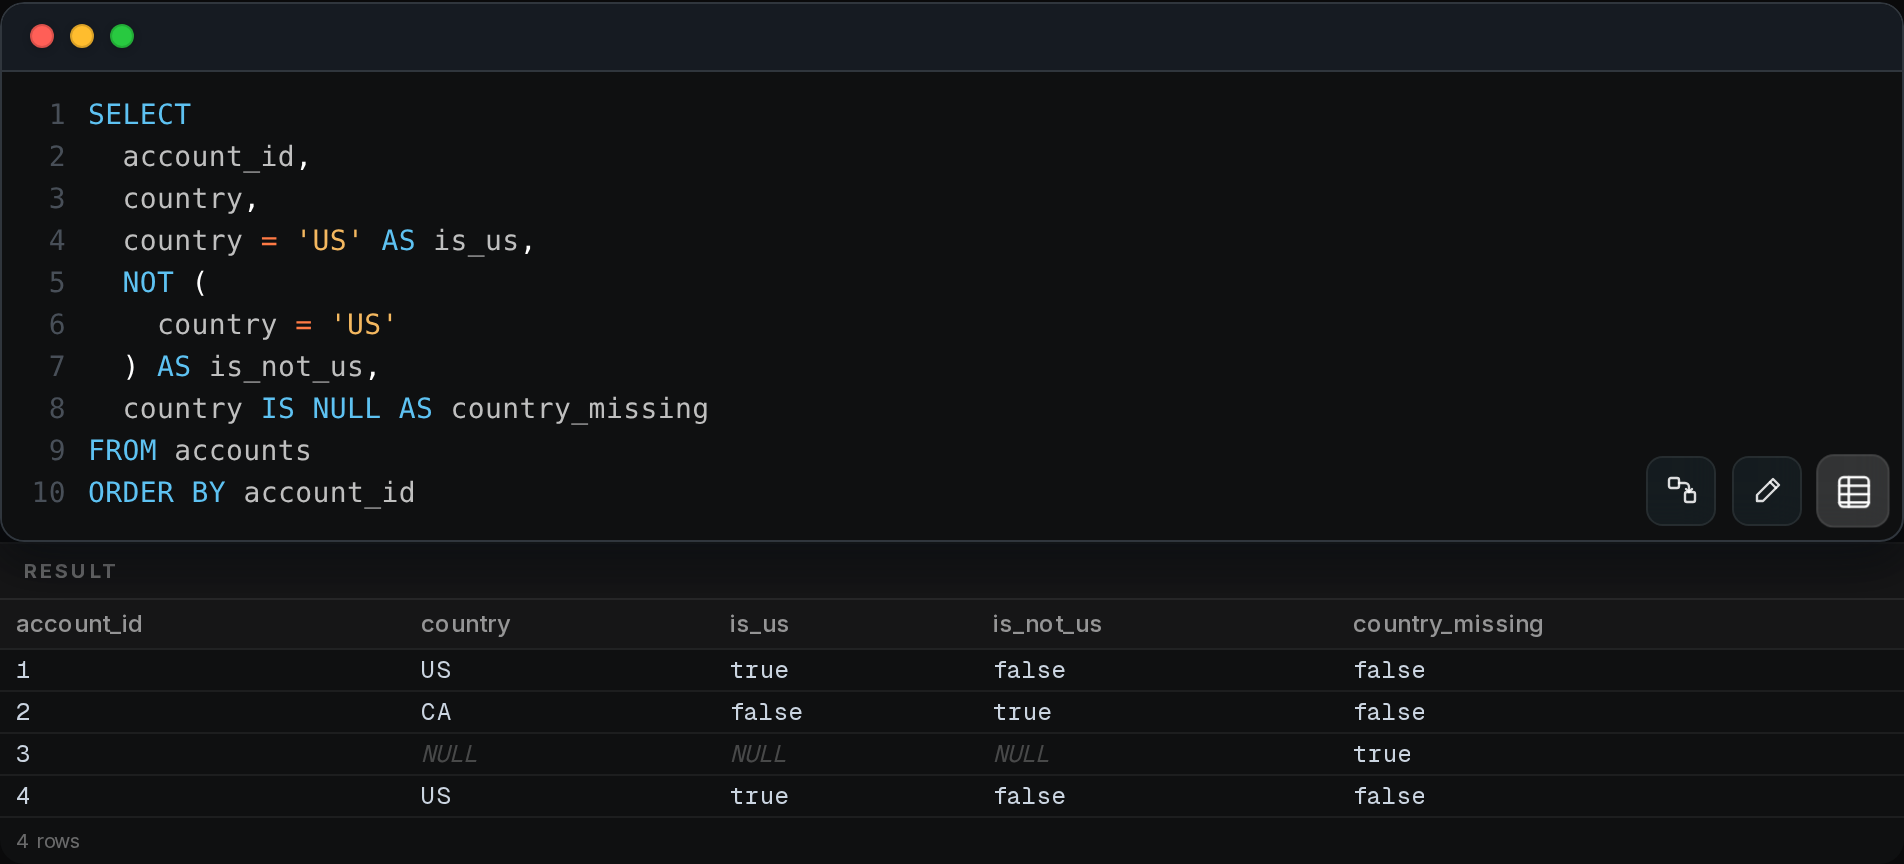 1 SELECT
2   account_id,
3   country,
4   country = 'US' AS is_us,
5   NOT (
6     country = 'US'
7   ) AS is_not_us,
8   country IS NULL AS country_missing
9 FROM accounts
10 ORDER BY account_id
RESULT
account_id country is_us is_not_us country_missing
1 US true false false
2 CA false true false
3 NULL NULL NULL true
4 US true false false
4 rows